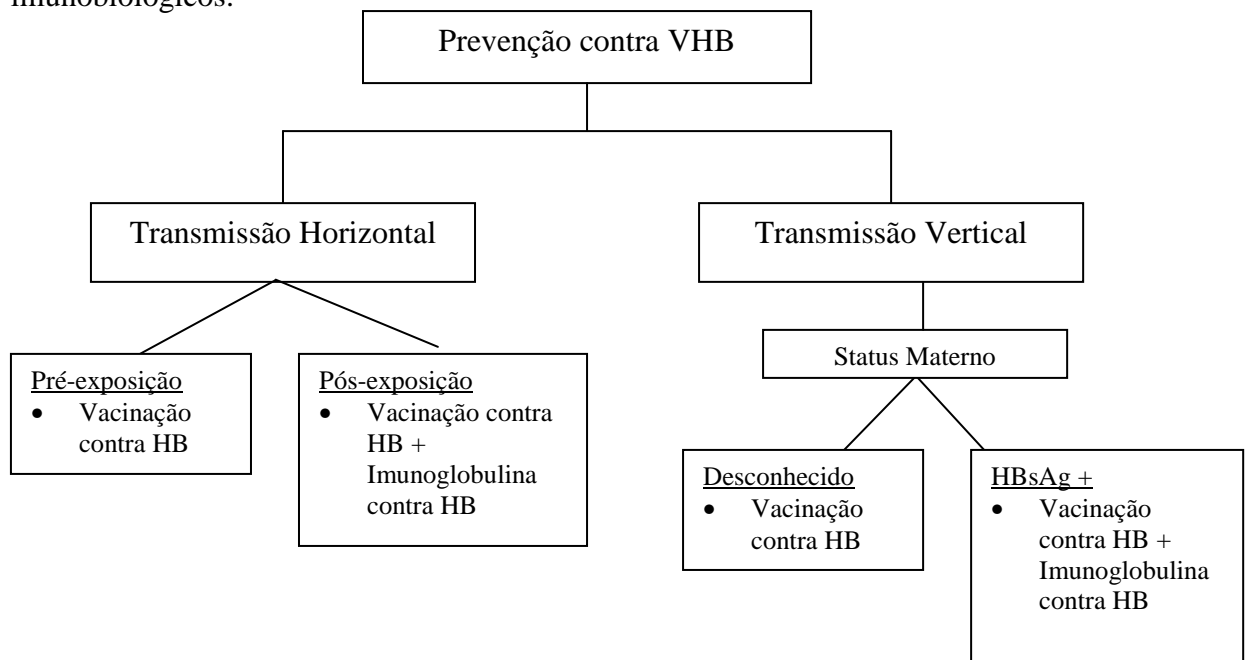 imunobiológicos.
Prevenção contra VHB
Transmissão Horizontal
Transmissão Vertical
Status Materno
Pré-exposição
• Vacinação
contra HB
Pós-exposição
• Vacinação contra
HB +
Imunoglobulina
contra HB
Desconhecido
• Vacinação
contra HB
HBsAg +
• Vacinação
contra HB +
Imunoglobulina
contra HB